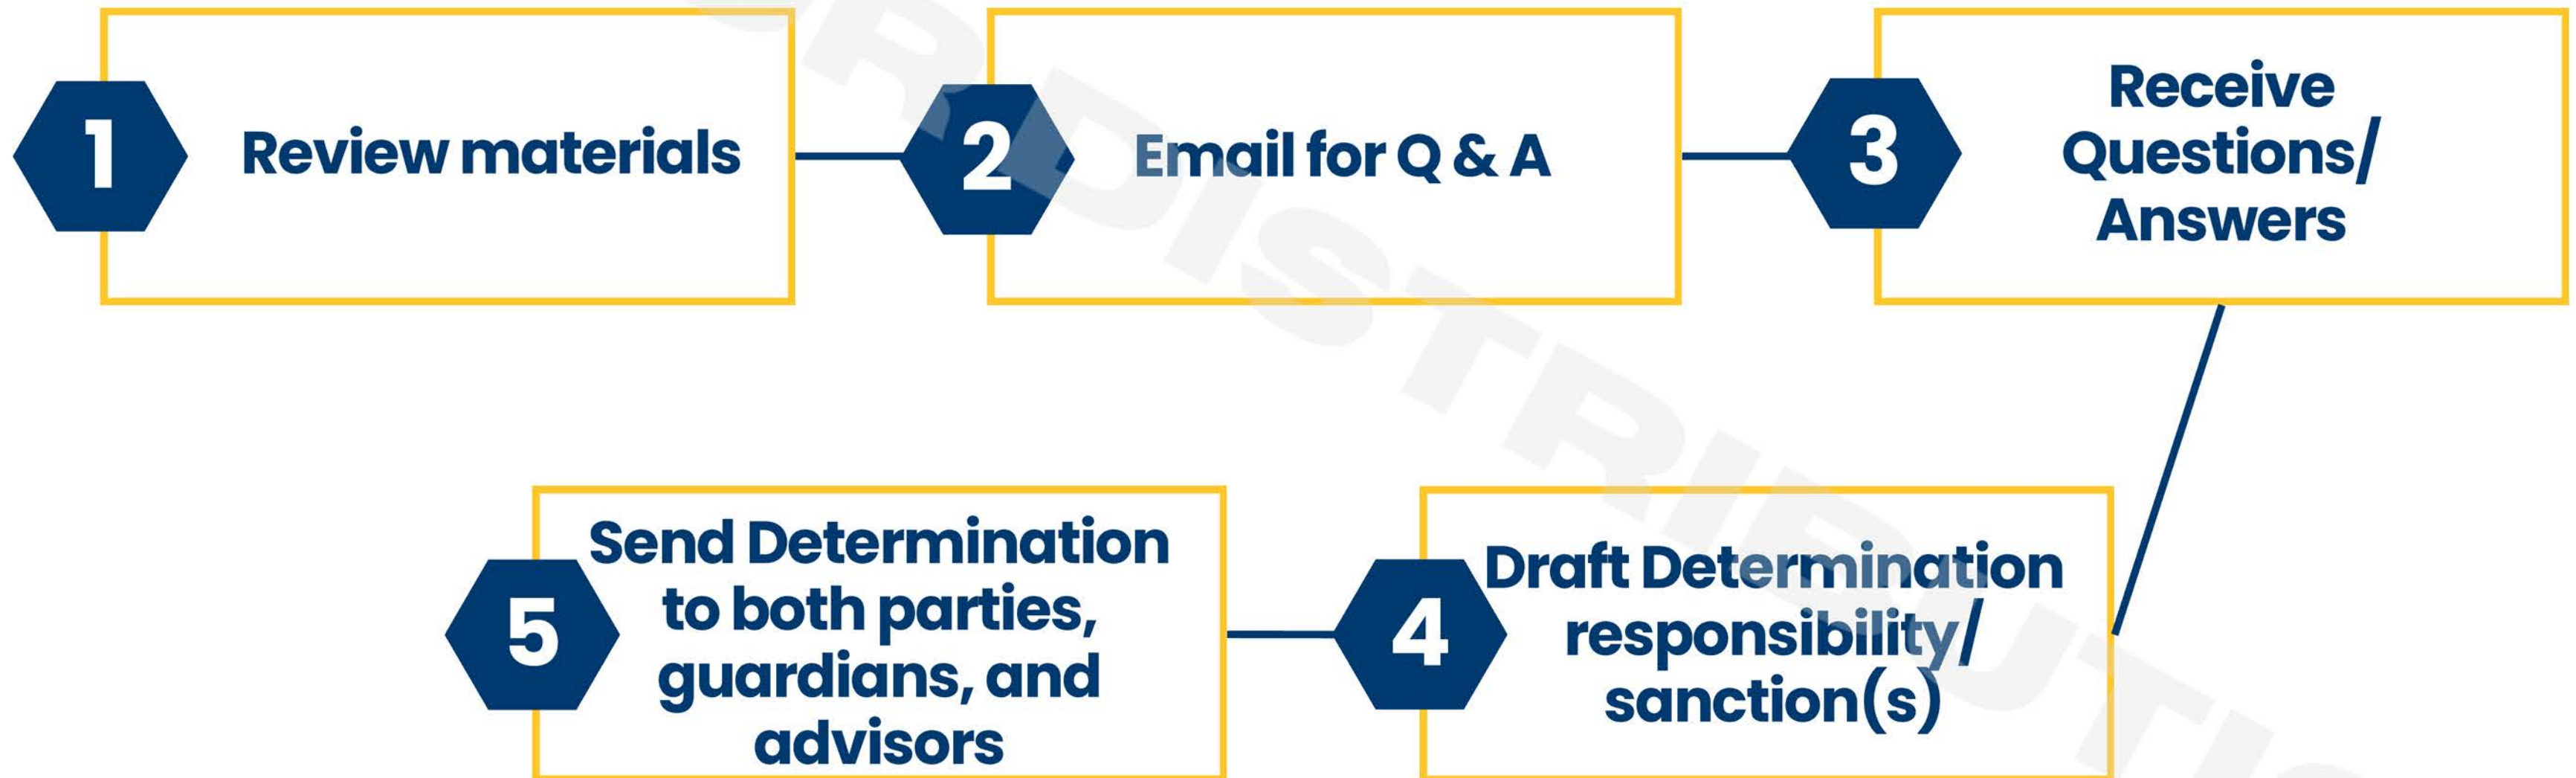 1
Review materials
2
Email for Q & A
3
Receive
Questions/
Answers
4
Draft Determination
responsibility/
sanction(s)
5
Send Determination
to both parties,
guardians, and
advisors